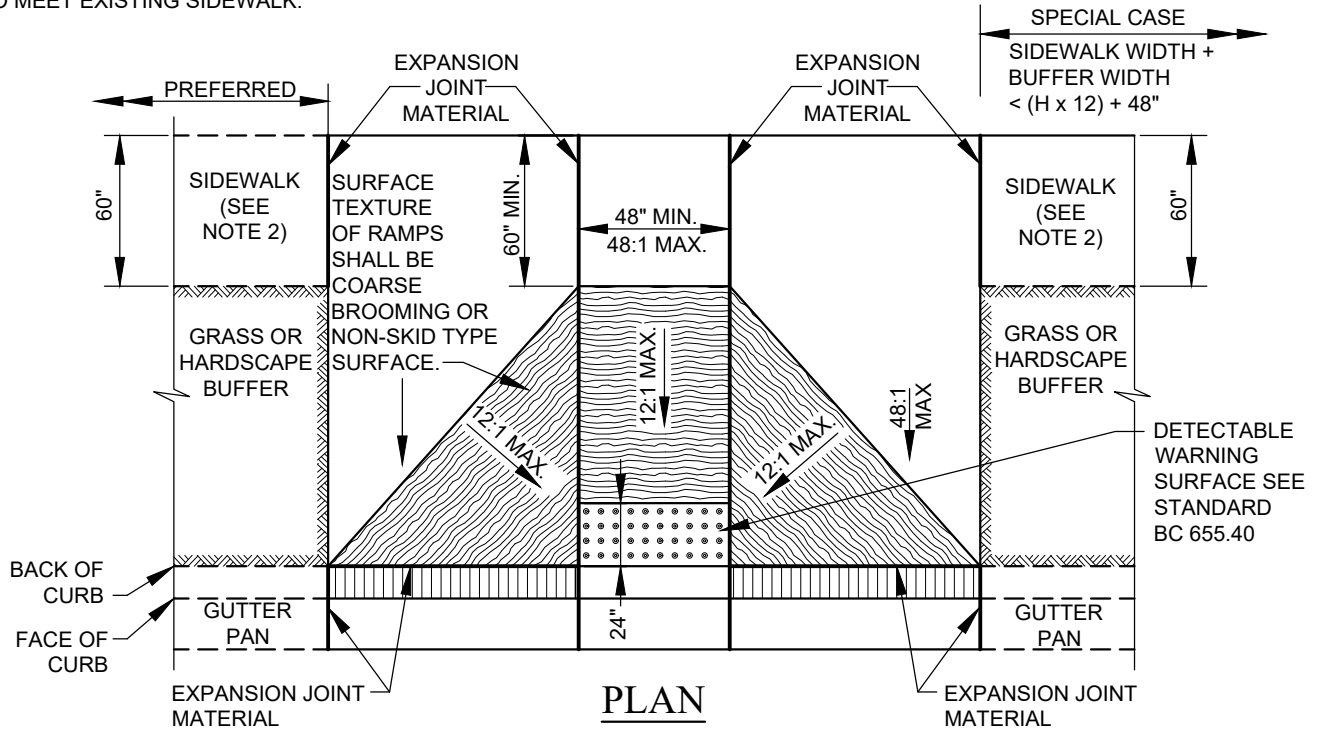 MEET EXISTING SIDEWALK.
SPECIAL CASE
SIDEWALK WIDTH +
BUFFER WIDTH
< (H x 12) + 48"
PREFERRED
EXPANSION
JOINT
MATERIAL
EXPANSION
JOINT
MATERIAL
60"
SIDEWALK
(SEE
NOTE 2)
SURFACE
TEXTURE
OF RAMPS
SHALL BE
COARSE
BROOMING OR
NON-SKID TYPE
SURFACE.
60" MIN.
48" MIN.
48:1 MAX.
SIDEWALK
(SEE
NOTE 2)
60"
GRASS OR
HARDSCAPE
BUFFER
12:1 MAX.
12:1 MAX.
12:1 MAX.
48:1
MAX
GRASS OR
HARDSCAPE
BUFFER
DETECTABLE
WARNING
SURFACE SEE
STANDARD
BC 655.40
BACK OF
CURB
FACE OF
CURB
GUTTER
PAN
24"
GUTTER
PAN
EXPANSION JOINT
MATERIAL
PLAN
EXPANSION JOINT
MATERIAL